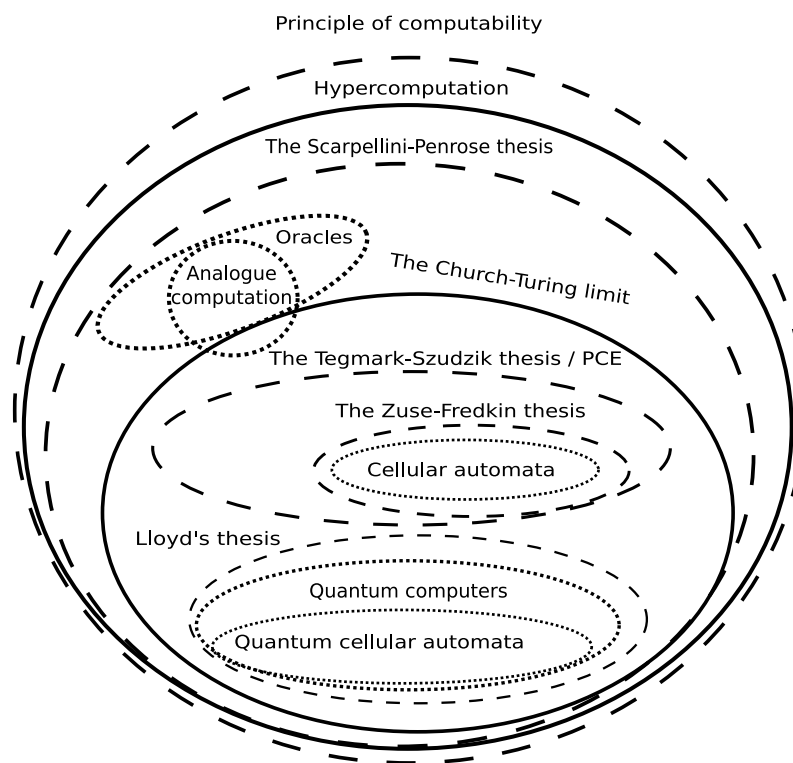 Principle of computability
Hypercomputation
The Scarpellini-Penrose thesis
Oracles
The Church-Turing limit
Analogue
computation
The Tegmark-Szudzik thesis / PCE
The Zuse-Fredkin thesis
Cellular automata
Lloyd's thesis
Quantum computers
Quantum cellular automata